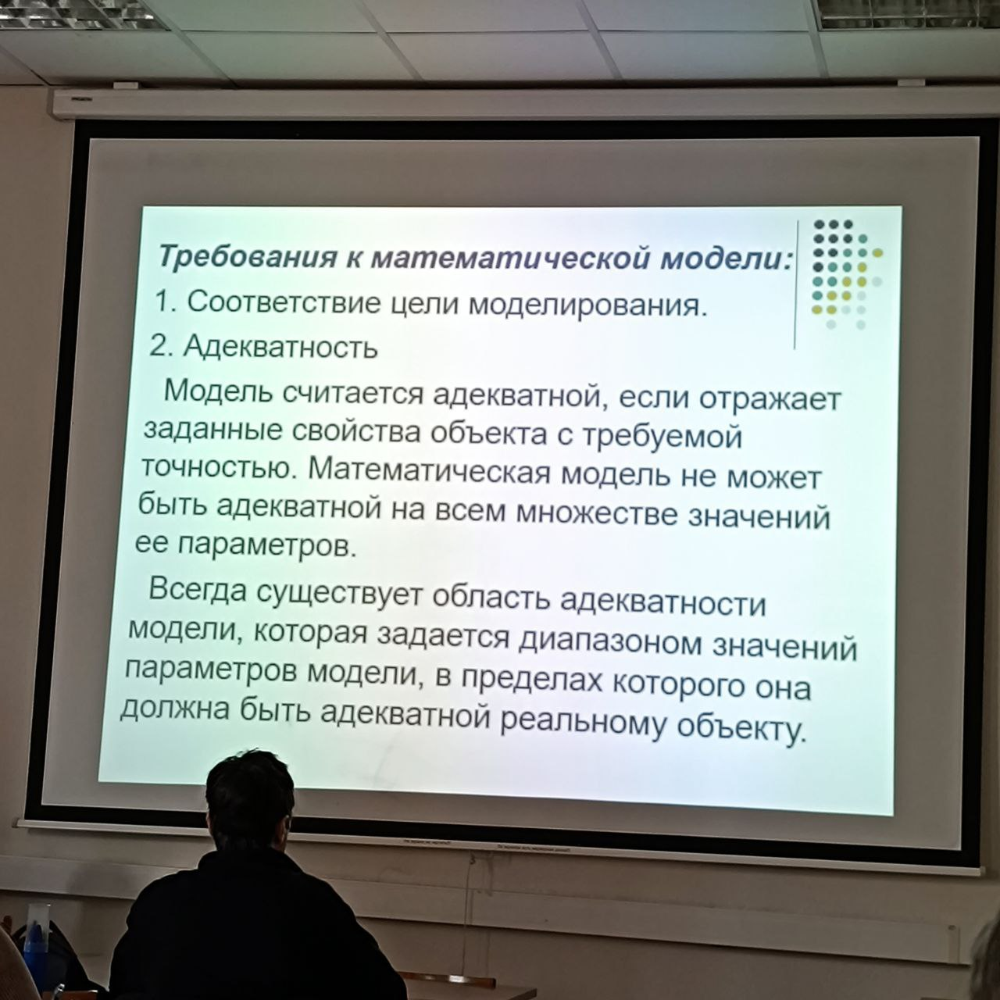 Требования к математической модели:
1. Соответствие цели моделирования.
2. Адекватность
Модель считается адекватной, если отражает
заданные свойства объекта с требуемой
точностью. Математическая модель не может
быть адекватной на всем множестве значений
ее параметров.
Всегда существует область адекватности
модели, которая задается диапазоном значений
параметров модели, в пределах которого она
должна быть адекватной реальному объекту.